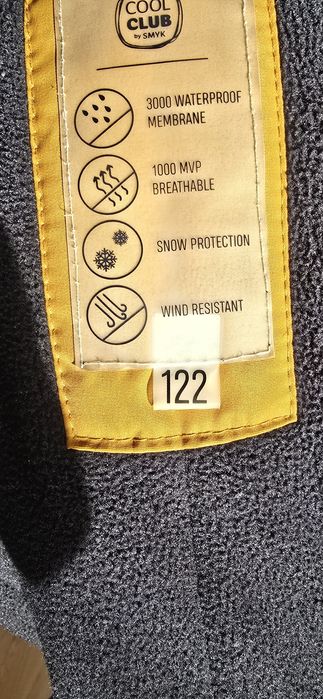 COOL
CLUB
by SMYK
3000 WATERPROOF
MEMBRANE
1000 MVP
BREATHABLE
SNOW PROTECTION
WIND RESISTANT
122